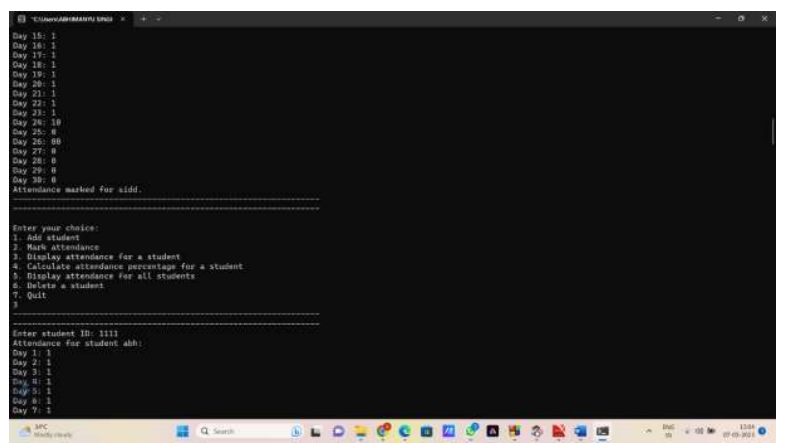 "C:\Users\ABHIMANYU SINGI
Day 15: 1
Day 16: 1
Day 17: 1
Day 18: 1
Day 19: 1
Day 20: 1
Day 21: 1
Day 22: 1
Day 23: 1
Day 24: 10
Day 25: 0
Day 26: 00
Day 27: 0
Day 28: 0
Day 29: 0
Day 30: 0
Attendance marked for sidd.
Enter your choice:
1. Add student
2. Mark attendance
3. Display attendance for a student
4. Calculate attendance percentage for a student
5. Display attendance for all students
6. Delete a student
7. Quit
3
Enter student ID: 1111
Attendance for student abh:
Day 1: 1
Day 2: 1
Day 3: 1
Day 4: 1
Day 5: 1
Day 6: 1
Day 7: 1
34°C
Mostly cloudy
Search
ENG
IN
13:04